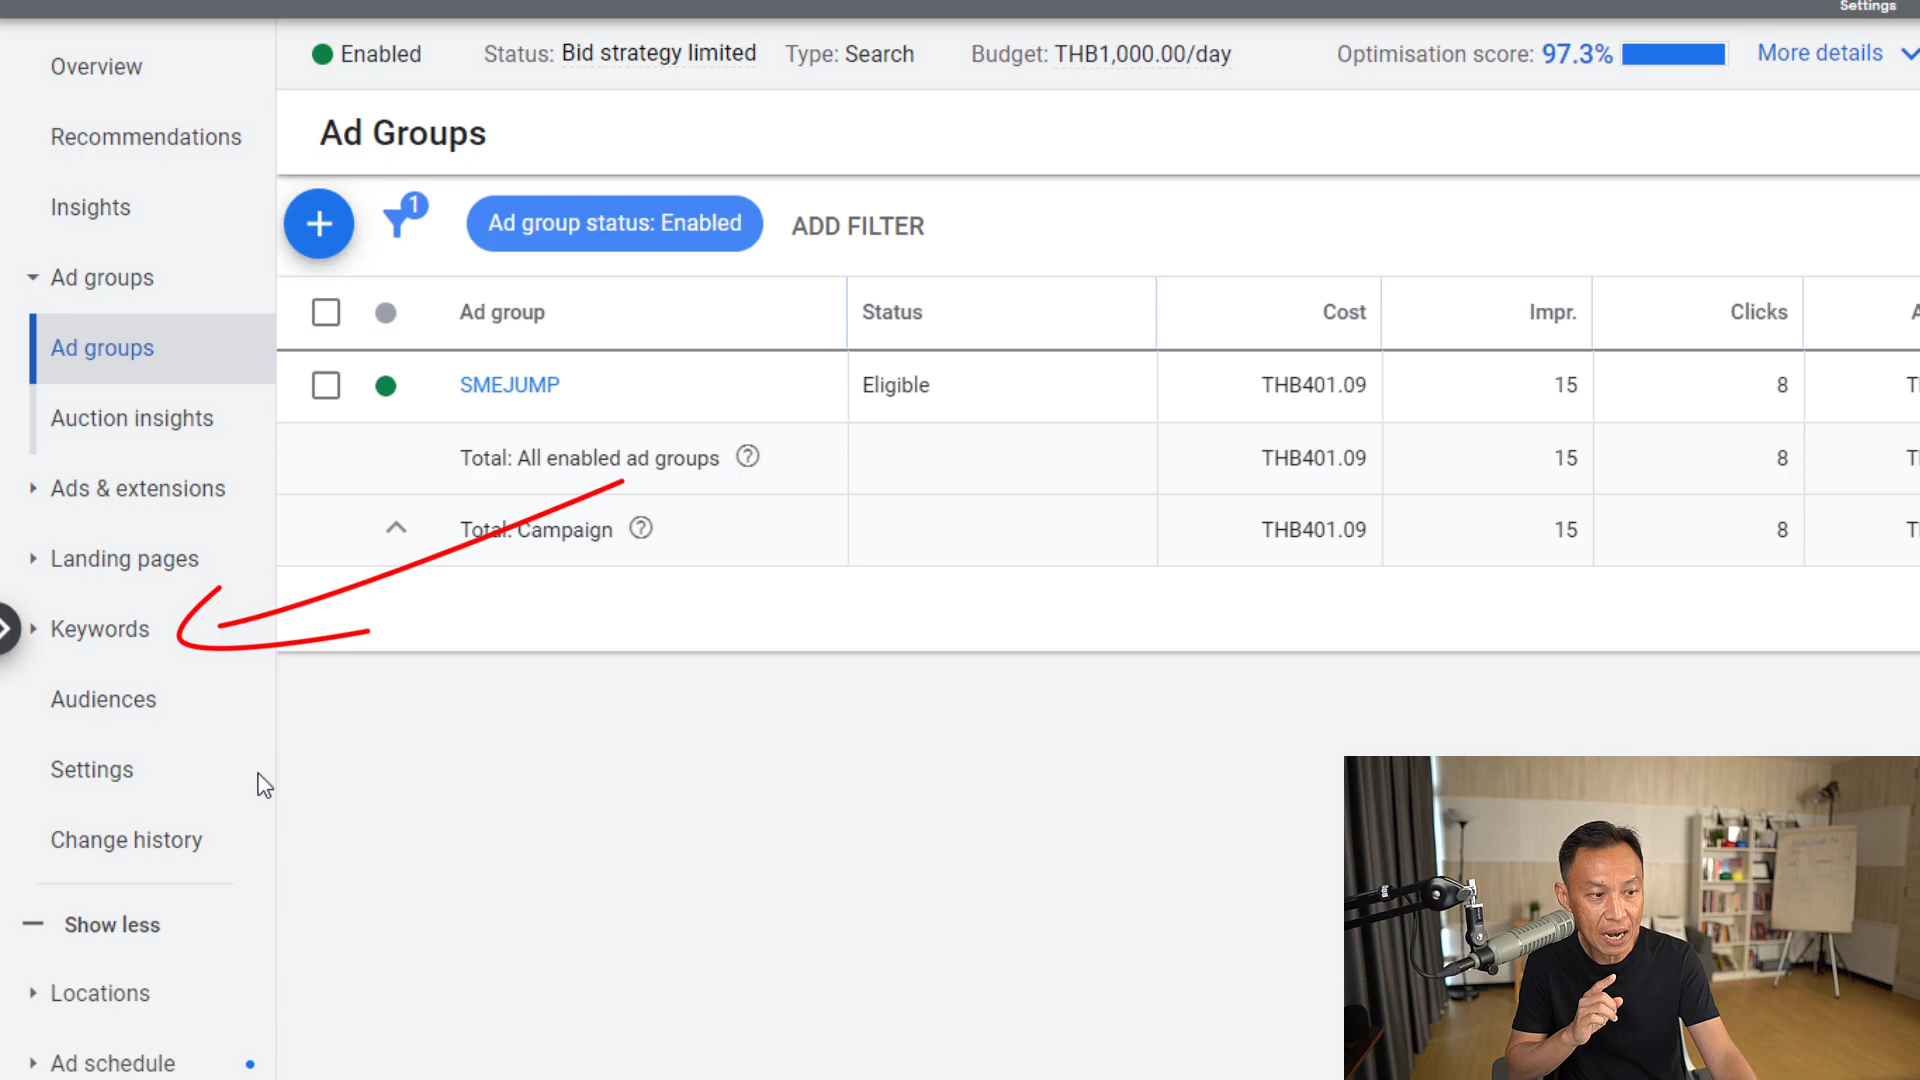 Settings
Enabled
Status: Bid strategy limited
Type: Search
Budget: THB1,000.00/day
Optimisation score: 97.3%
More details
Overview
Recommendations
Insights
Ad groups
Ad groups
Auction insights
Ads & extensions
Landing pages
Keywords
Audiences
Settings
Change history
Show less
Locations
Ad schedule
Ad Groups
1
Ad group status: Enabled
ADD FILTER
Ad group Status Cost Impr. Clicks A
SMEJUMP Eligible THB401.09 15 8
Total: All enabled ad groups THB401.09 15 8
Total: Campaign THB401.09 15 8